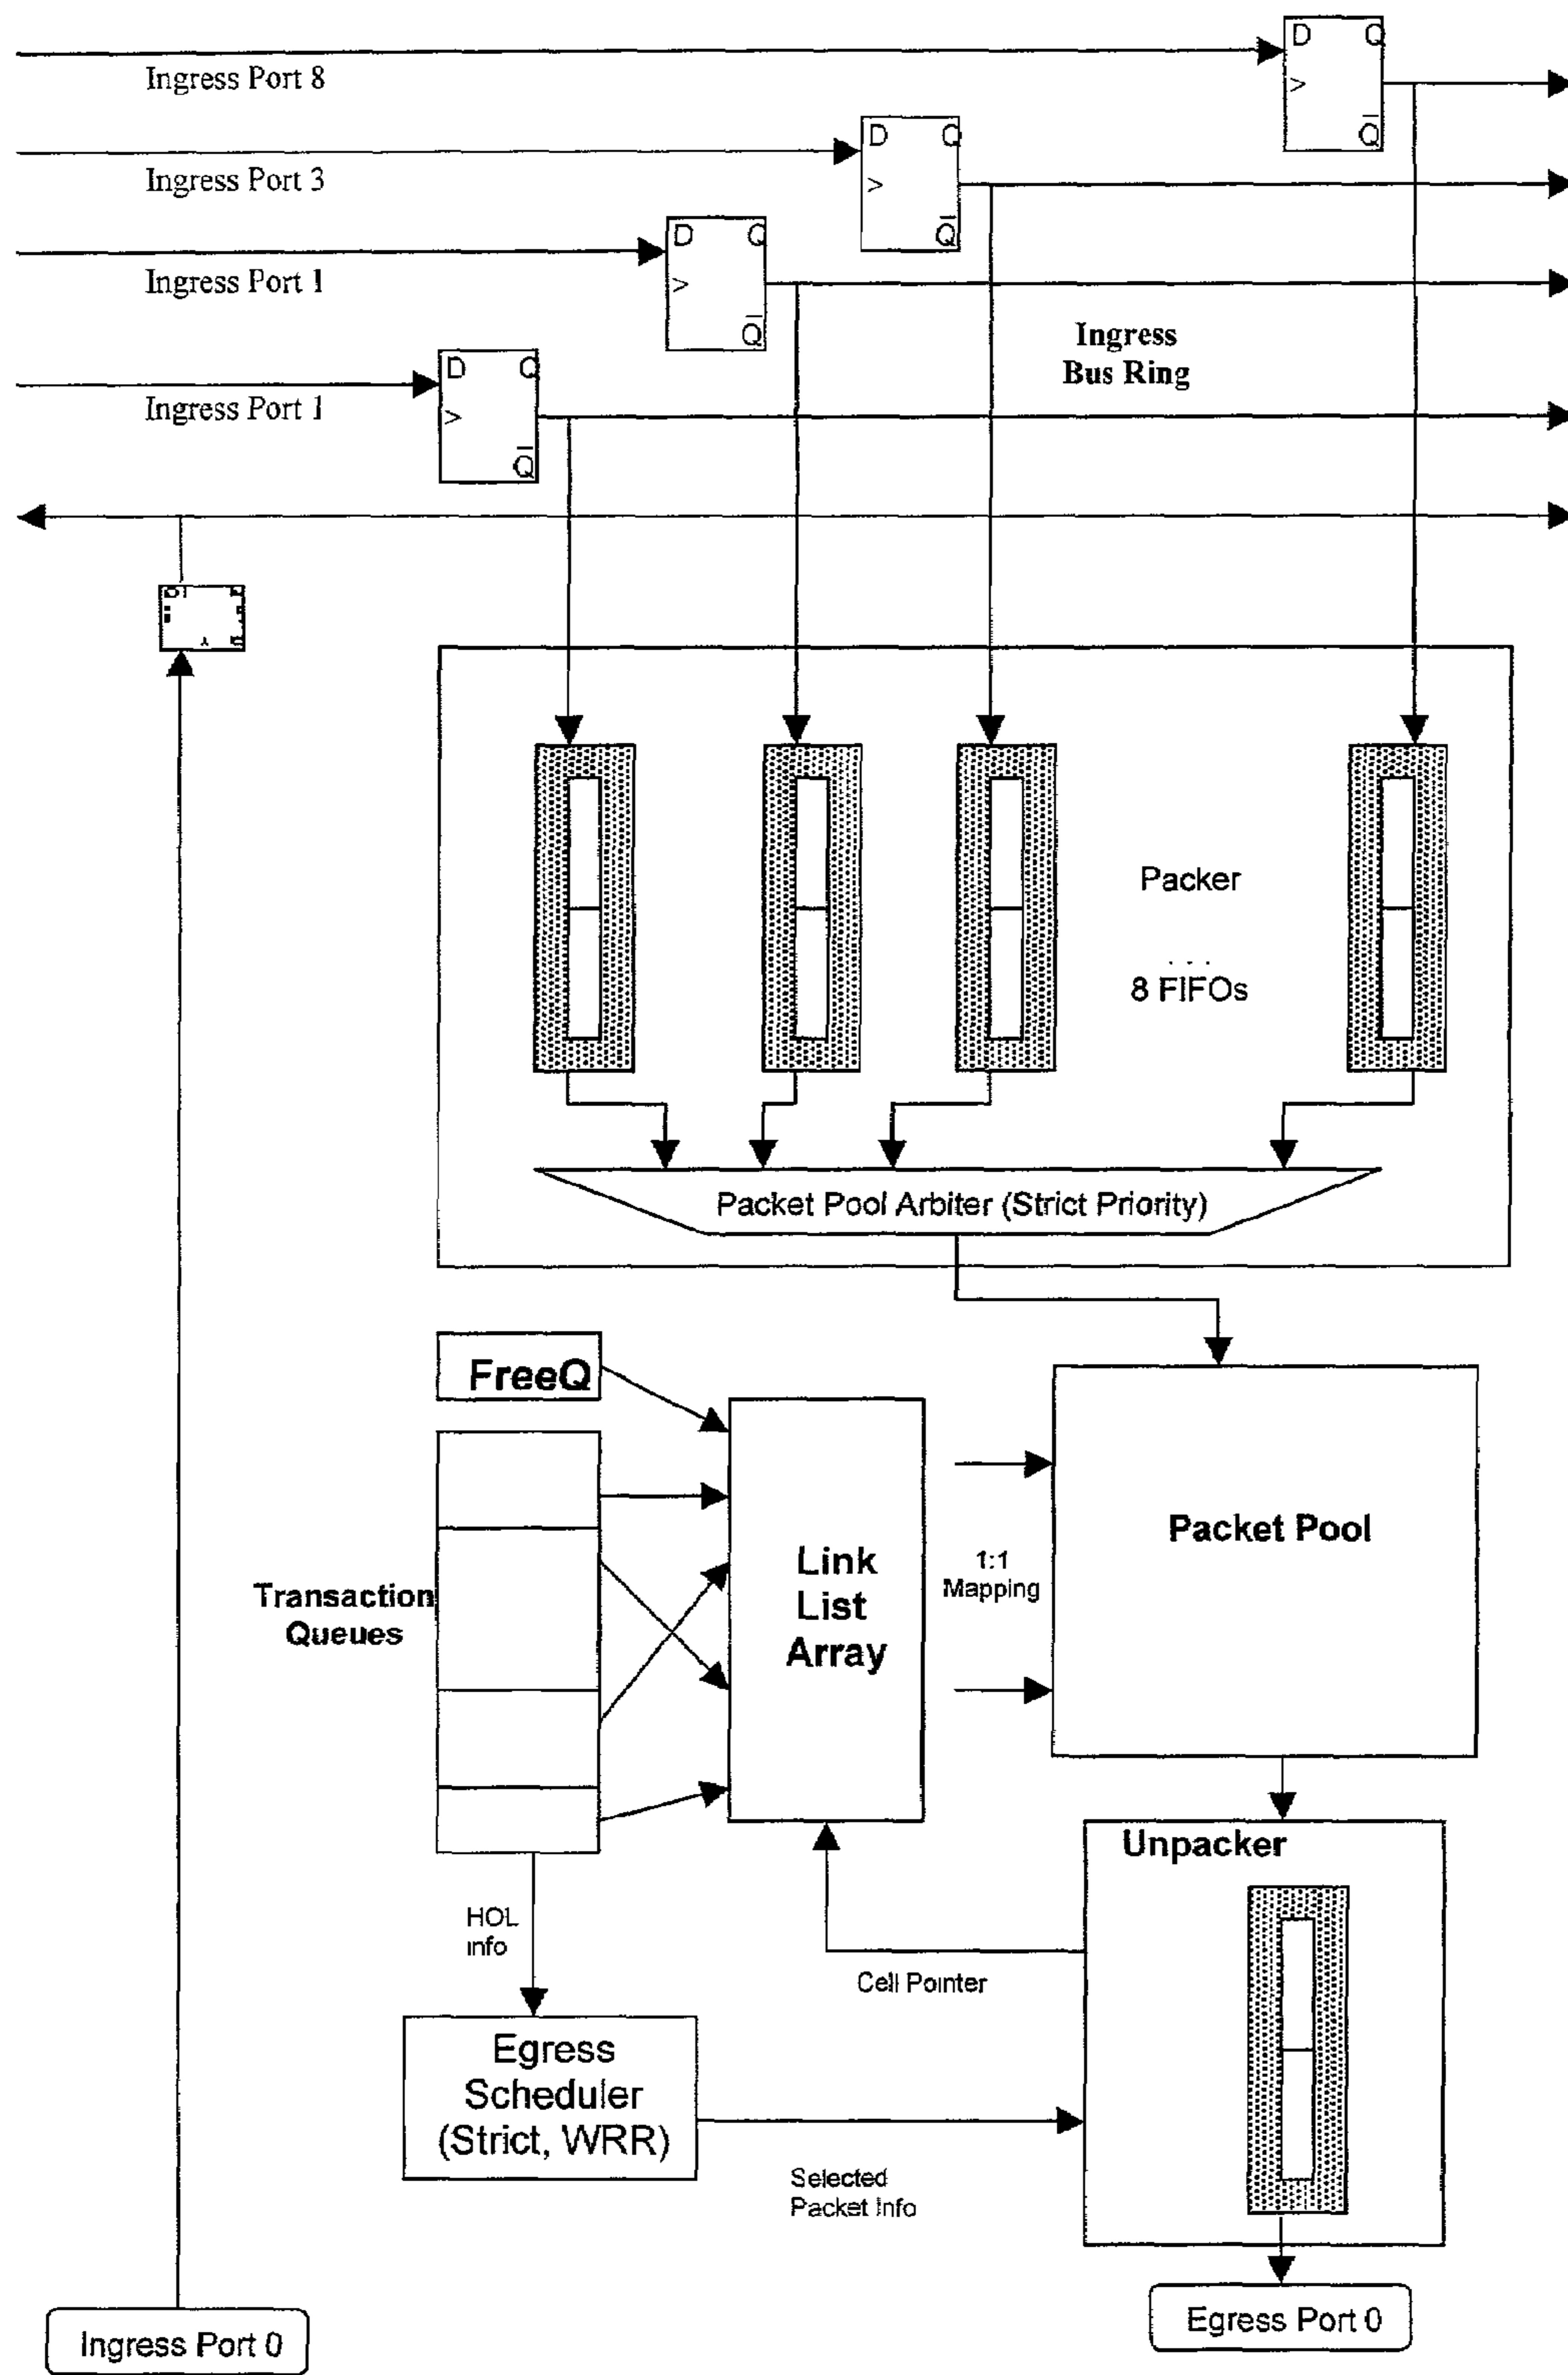 D Q
Ingress Port 8
>
Q
D Q
Ingress Port 3
>
Q
D Q
Ingress Port 1
>
Q
Ingress
Bus Ring
D Q
Ingress Port 1
>
Q
Packer
. . .
8 FIFOs
Packet Pool Arbiter (Strict Priority)
FreeQ
Transaction
Queues
Link
List
Array
1:1
Mapping
Packet Pool
Unpacker
HOL
info
Cell Pointer
Egress
Scheduler
(Strict, WRR)
Selected
Packet Info
Ingress Port 0
Egress Port 0